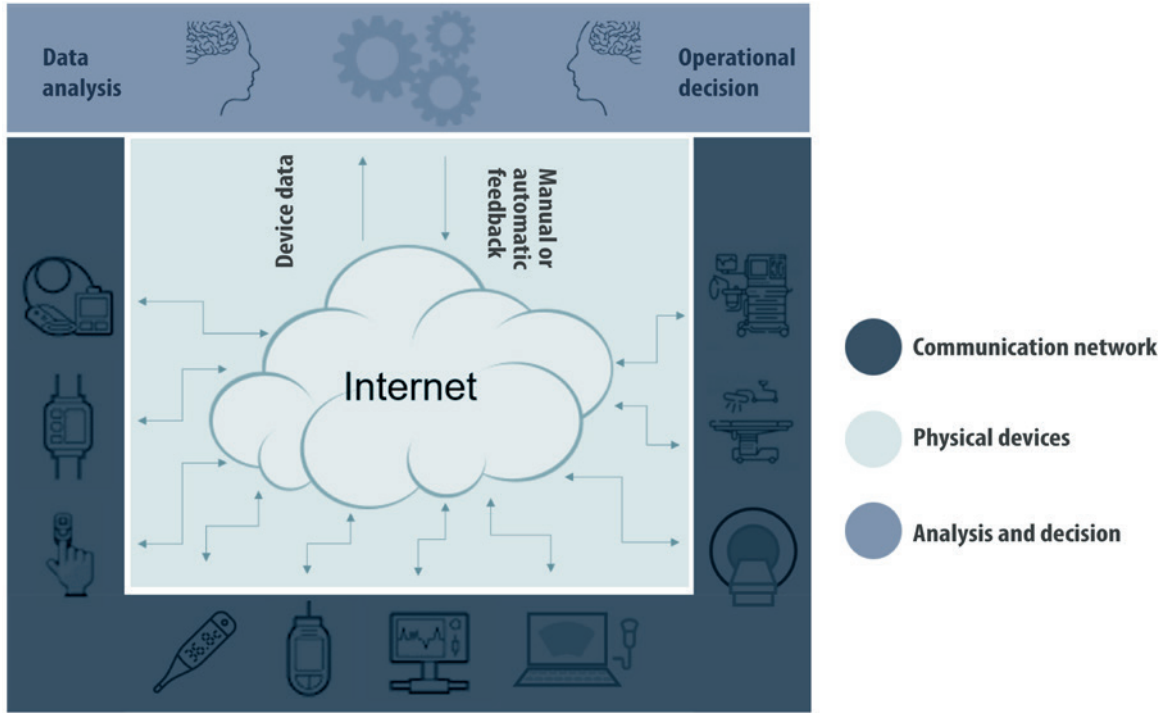 Data
analysis
Operational
decision
Device data
Manual or
automatic
feedback
Internet
Communication network
Physical devices
Analysis and decision